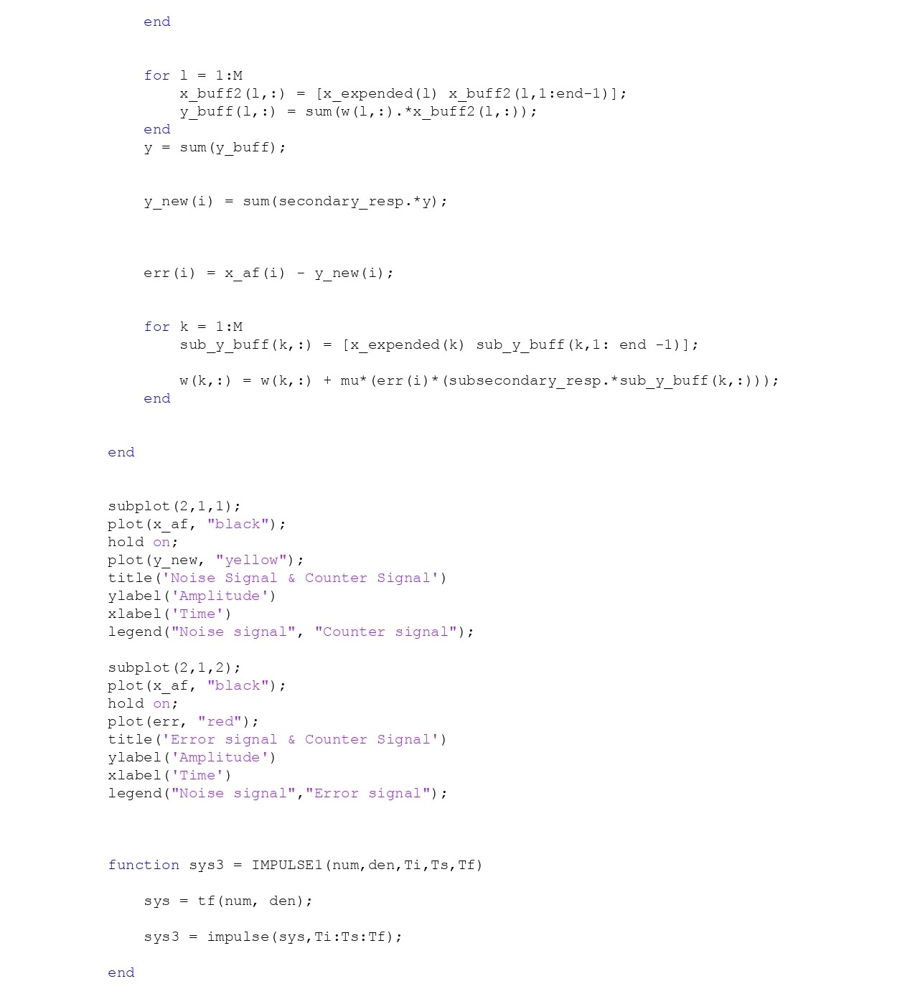 end
for l = 1:M
x_buff2(l,:) = [x_expended(l) x_buff2(l,1:end-1)];
y_buff(l,:) = sum(w(l,:).*x_buff2(l,:));
end
y = sum(y_buff);
y_new(i) = sum(secondary_resp.*y);
err(i) = x_af(i) - y_new(i);
for k = 1:M
sub_y_buff(k,:) = [x_expended(k) sub_y_buff(k,1: end -1)];
w(k,:) = w(k,:) + mu*(err(i)*(subsecondary_resp.*sub_y_buff(k,:)));
end
end
subplot(2,1,1);
plot(x_af, "black");
hold on;
plot(y_new, "yellow");
title('Noise Signal & Counter Signal')
ylabel('Amplitude')
xlabel('Time')
legend("Noise signal", "Counter signal");
subplot(2,1,2);
plot(x_af, "black");
hold on;
plot(err, "red");
title('Error signal & Counter Signal')
ylabel('Amplitude')
xlabel('Time')
legend("Noise signal","Error signal");
function sys3 = IMPULSE1(num,den,Ti,Ts,Tf)
sys = tf(num, den);
sys3 = impulse(sys,Ti:Ts:Tf);
end